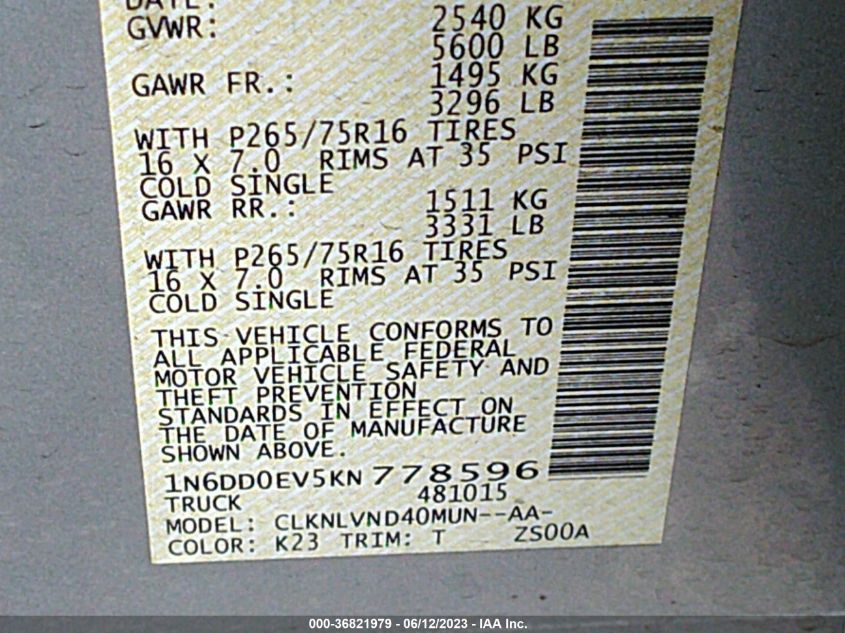 DATE:
GVWR: 2540 KG
5600 LB
GAWR FR.: 1495 KG
3296 LB
WITH P265/75R16 TIRES
16 X 7.0 RIMS AT 35 PSI
COLD SINGLE
GAWR RR.: 1511 KG
3331 LB
WITH P265/75R16 TIRES
16 X 7.0 RIMS AT 35 PSI
COLD SINGLE
THIS VEHICLE CONFORMS TO
ALL APPLICABLE FEDERAL
MOTOR VEHICLE SAFETY AND
THEFT PREVENTION
STANDARDS IN EFFECT ON
THE DATE OF MANUFACTURE
SHOWN ABOVE.
1N6DD0EV5KN778596
TRUCK 481015
MODEL: CLKNLVND40MUN--AA-
COLOR: K23 TRIM: T ZS00A
000-36821979 - 06/12/2023 - IAA Inc.